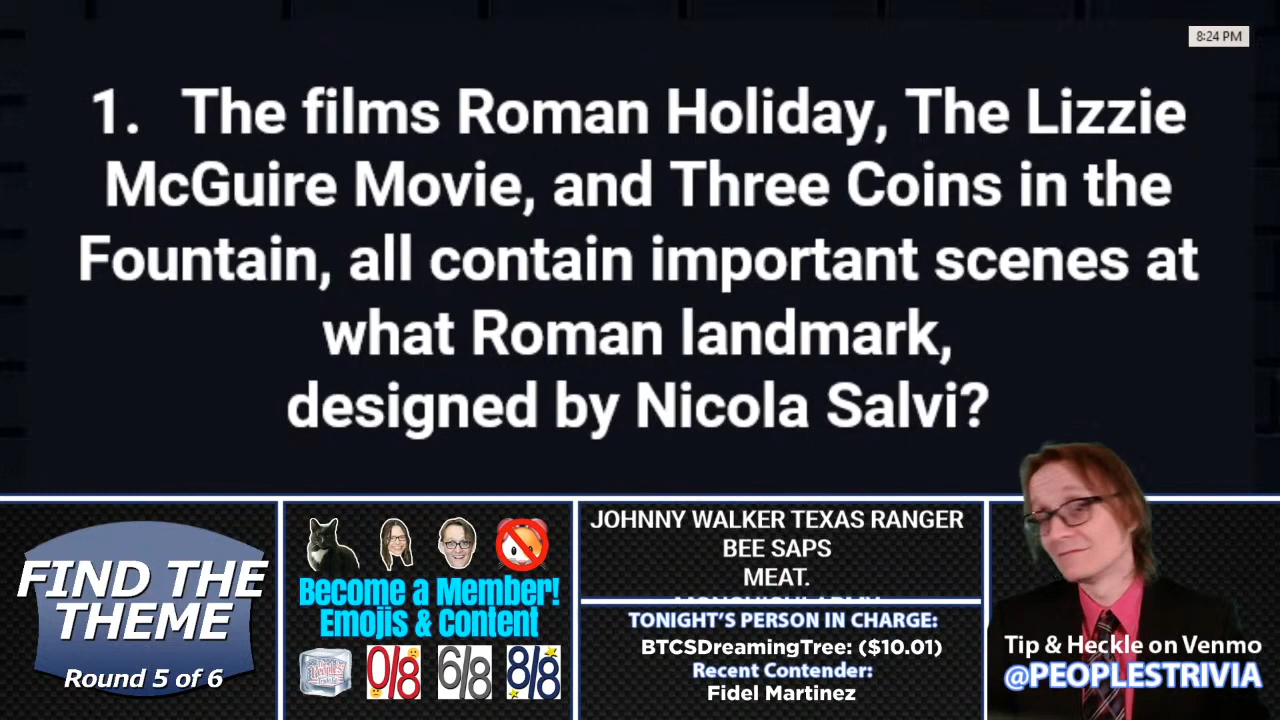 8:24 PM
1. The films Roman Holiday, The Lizzie
McGuire Movie, and Three Coins in the
Fountain, all contain important scenes at
what Roman landmark,
designed by Nicola Salvi?
FIND THE
THEME
Round 5 of 6
Become a Member!
Emojis & Content
0/8
6/8
8/8
JOHNNY WALKER TEXAS RANGER
BEE SAPS
MEAT.
TONIGHT'S PERSON IN CHARGE:
BTCSDreamingTree: ($10.01)
Recent Contender:
Fidel Martinez
Tip & Heckle on Venmo
@PEOPLESTRIVIA